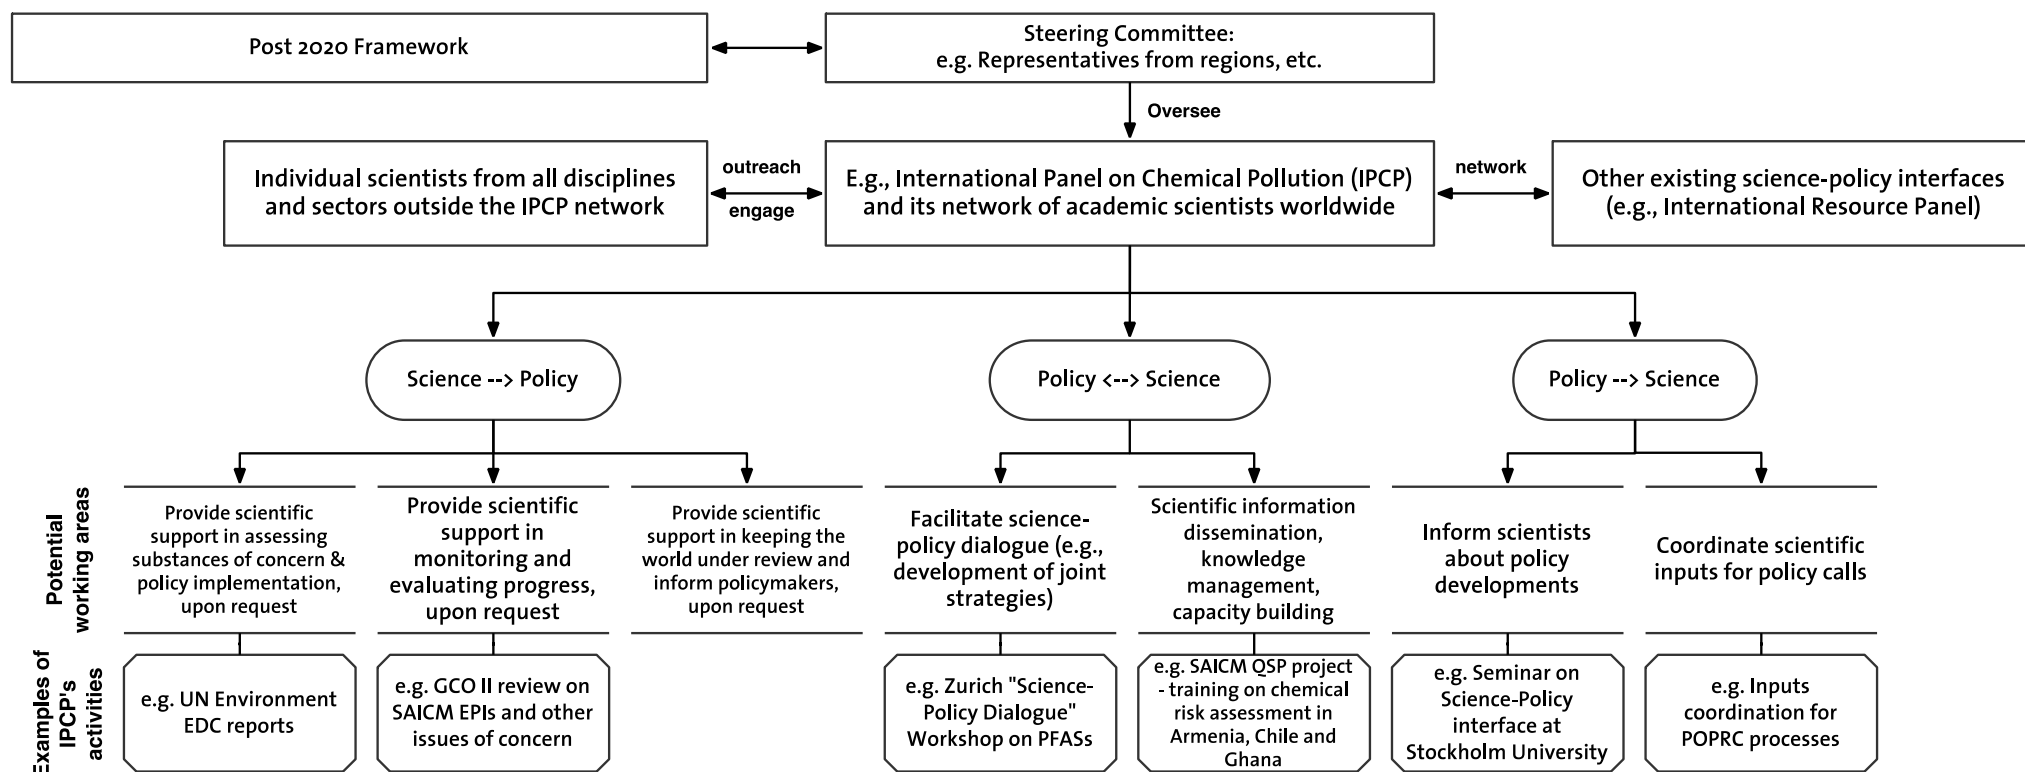 Post 2020 Framework
Steering Committee:
e.g. Representatives from regions, etc.
Oversee
Individual scientists from all disciplines
and sectors outside the IPCP network
outreach
engage
E.g., International Panel on Chemical Pollution (IPCP)
and its network of academic scientists worldwide
network
Other existing science-policy interfaces
(e.g., International Resource Panel)
Science --> Policy
Policy <--> Science
Policy --> Science
Potential
working areas
Provide scientific
support in assessing
substances of concern &
policy implementation,
upon request
Provide scientific
support in
monitoring and
evaluating progress,
upon request
Provide scientific
support in keeping the
world under review and
inform policymakers,
upon request
Facilitate science-
policy dialogue (e.g.,
development of joint
strategies)
Scientific information
dissemination,
knowledge
management,
capacity building
Inform scientists
about policy
developments
Coordinate scientific
inputs for policy calls
Examples of
IPCP's
activities
e.g. UN Environment
EDC reports
e.g. GCO II review on
SAICM EPIs and other
issues of concern
e.g. Zurich "Science-
Policy Dialogue"
Workshop on PFASs
e.g. SAICM QSP project
- training on chemical
risk assessment in
Armenia, Chile and
Ghana
e.g. Seminar on
Science-Policy
interface at
Stockholm University
e.g. Inputs
coordination for
POPRC processes